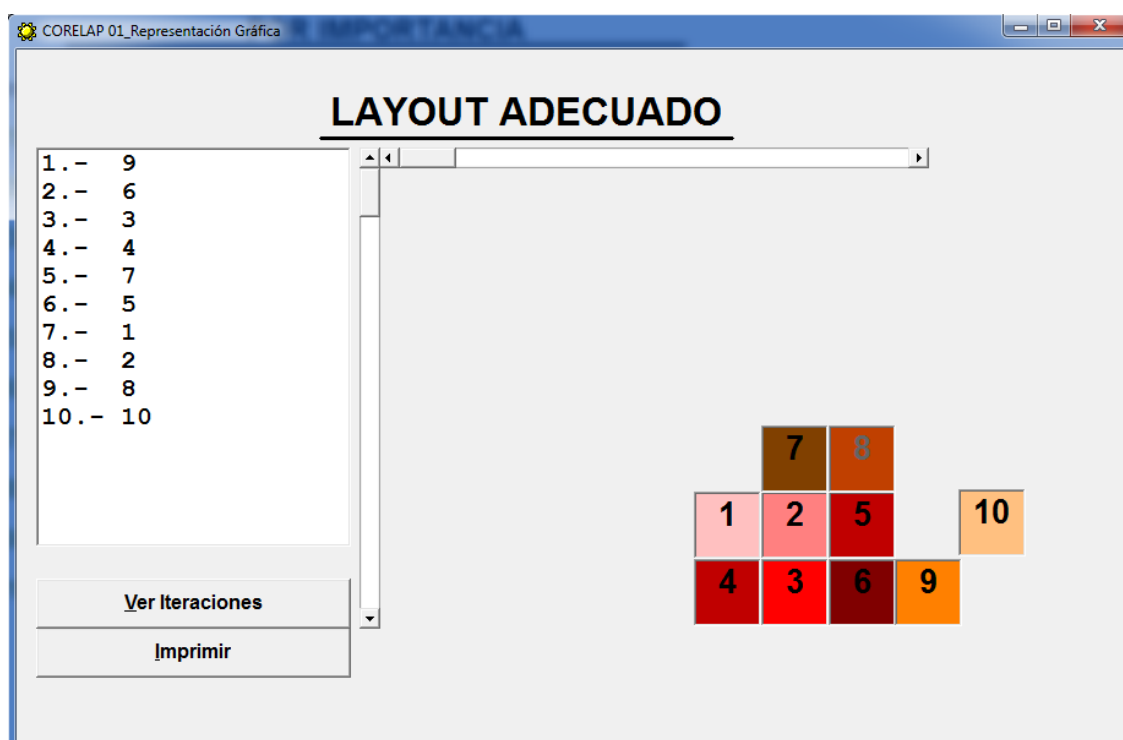 CORELAP 01_Representación Gráfica
R IMPORTANCIA
LAYOUT ADECUADO
1.- 9
2.- 6
3.- 3
4.- 4
5.- 7
6.- 5
7.- 1
8.- 2
9.- 8
10.- 10
7 8
1 2 5 10
4 3 6 9
Ver Iteraciones
Imprimir